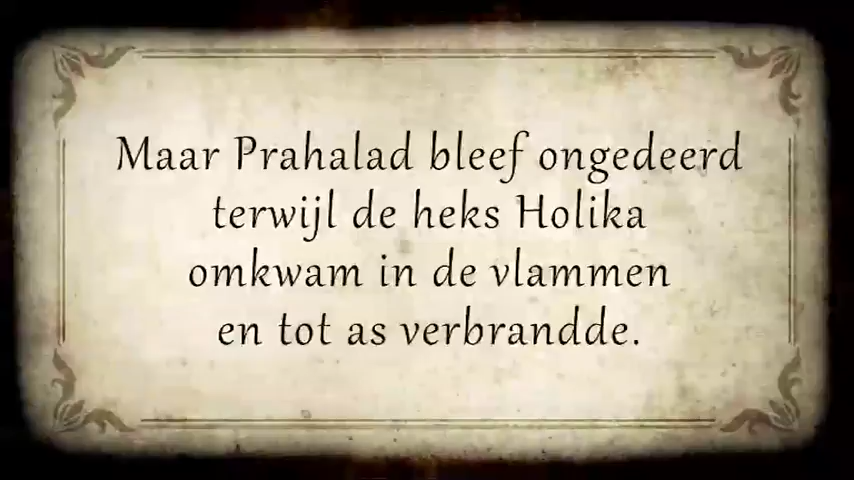 Maar Prahalad bleef ongedeerd
terwijl de heks Holika
omkwam in de vlammen
en tot as verbrandde.